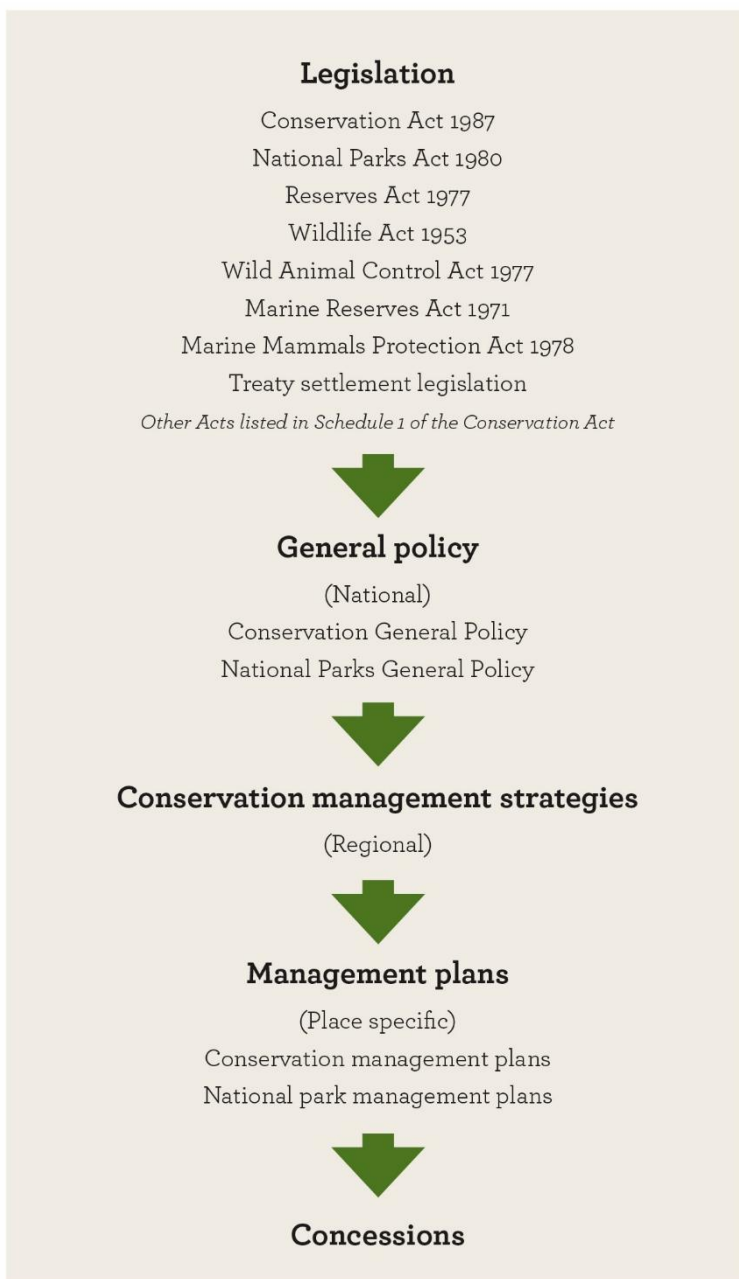 Legislation
Conservation Act 1987
National Parks Act 1980
Reserves Act 1977
Wildlife Act 1953
Wild Animal Control Act 1977
Marine Reserves Act 1971
Marine Mammals Protection Act 1978
Treaty settlement legislation
Other Acts listed in Schedule 1 of the Conservation Act
General policy
(National)
Conservation General Policy
National Parks General Policy
Conservation management strategies
(Regional)
Management plans
(Place specific)
Conservation management plans
National park management plans
Concessions